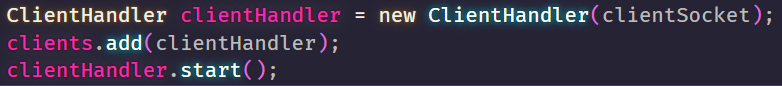 ClientHandler clientHandler = new ClientHandler(clientSocket);
clients.add(clientHandler);
clientHandler.start();